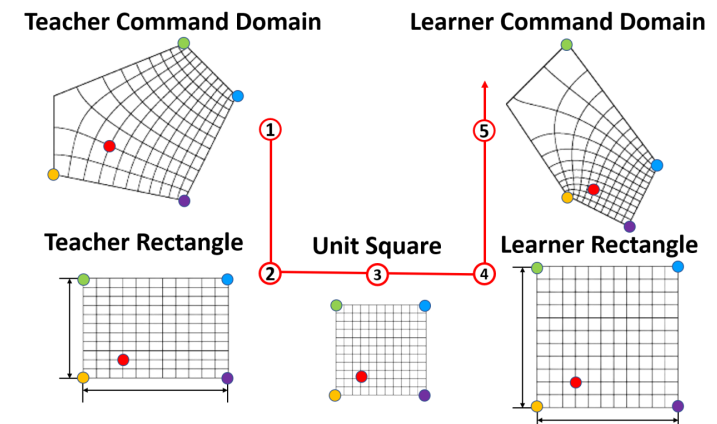 Teacher Command Domain
Learner Command Domain
1
5
Teacher Rectangle
Unit Square
Learner Rectangle
2
3
4